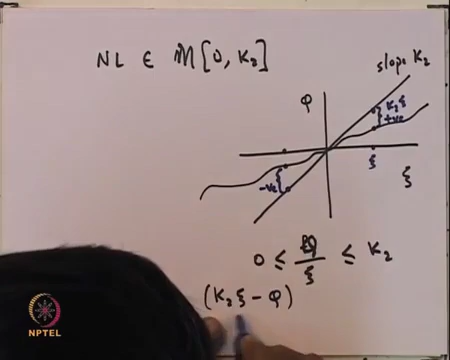 NL ∈ M[0, K₂]
slope K₂
φ
K₂ξ
+ve
ξ
ξ
-ve
0 ≤ φ/ξ ≤ K₂
(K₂ξ - φ)
NPTEL